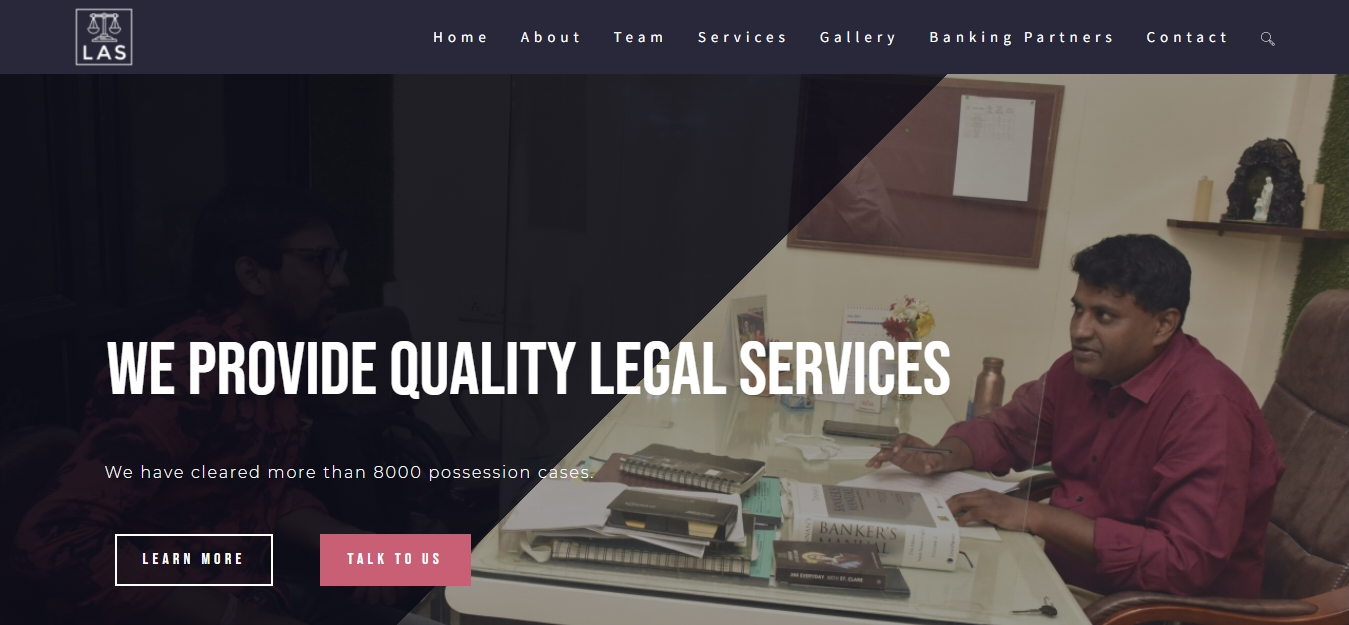 LAS
Home About Team Services Gallery Banking Partners Contact
WE PROVIDE QUALITY LEGAL SERVICES
We have cleared more than 8000 possession cases.
LEARN MORE TALK TO US
BANKER'S
MANUAL